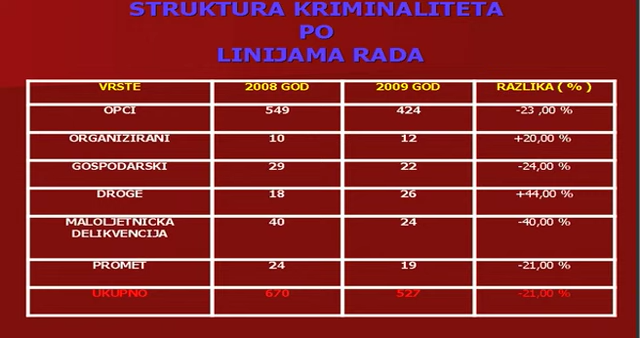 STRUKTURA KRIMINALITETA
PO
LINIJAMA RADA
VRSTE 2008 GOD 2009 GOD RAZLIKA ( % )
OPCI 549 424 -23 ,00 %
ORGANIZIRANI 10 12 +20,00 %
GOSPODARSKI 29 22 -24,00 %
DROGE 18 26 +44,00 %
MALOLJETNICKA
DELIKVENCIJA 40 24 -40,00 %
PROMET 24 19 -21,00 %
UKUPNO 670 527 -21,00 %